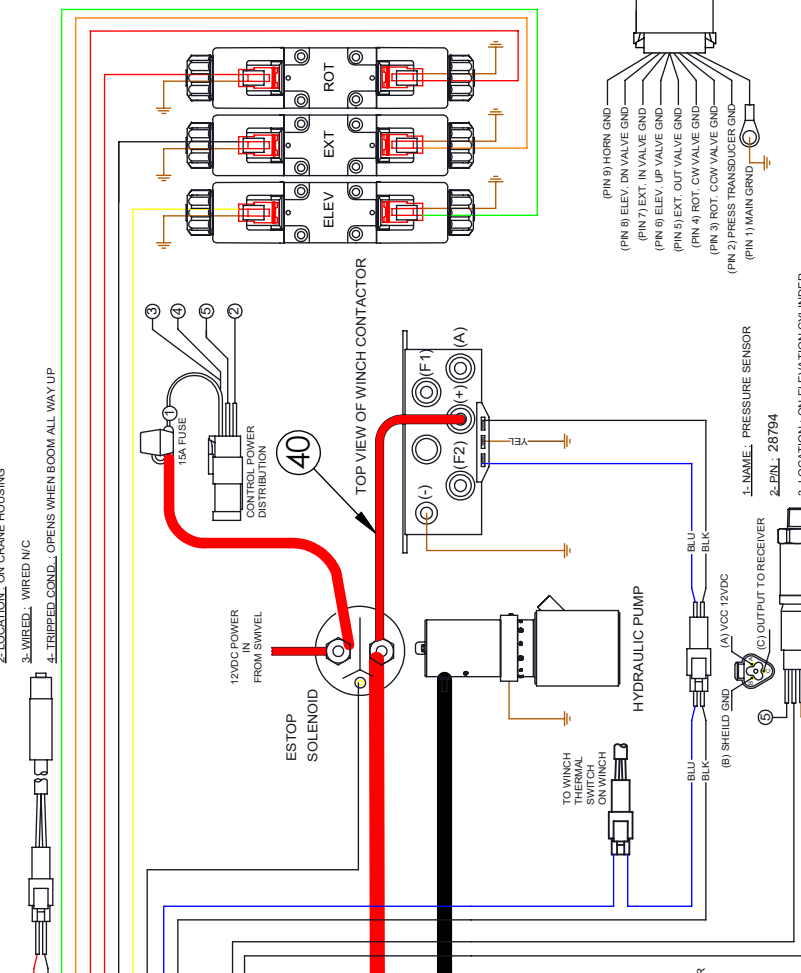 ROT
EXT
ELEV
(PIN 9) HORN GND
(PIN 8) ELEV. DN VALVE GND
(PIN 7) EXT. IN VALVE GND
(PIN 6) ELEV. UP VALVE GND
(PIN 5) EXT. OUT VALVE GND
(PIN 4) ROT. CW VALVE GND
(PIN 3) ROT. CCW VALVE GND
(PIN 2) PRESS TRANSDUCER GND
(PIN 1) MAIN GRND
2- LOCATION: ON CRANE HOUSING
3- WIRED: WIRED N/C
4- TRIPPED COND.: OPENS WHEN BOOM ALL WAY UP
3
4
5
2
1
15A FUSE
CONTROL POWER
DISTRIBUTION
40
TOP VIEW OF WINCH CONTACTOR
(F1)
(A)
(+)
(F2)
(-)
YEL
12VDC POWER
IN
FROM SWIVEL
ESTOP
SOLENOID
HYDRAULIC PUMP
TO WINCH
THERMAL
SWITCH
ON WINCH
BLU
BLK
BLU
BLK
1- NAME: PRESSURE SENSOR
2- P/N: 28794
3- LOCATION: ON ELEVATION CYLINDER
(A) VCC 12VDC
(C) OUTPUT TO RECEIVER
(B) SHEILD GND
A
B
C
5
R